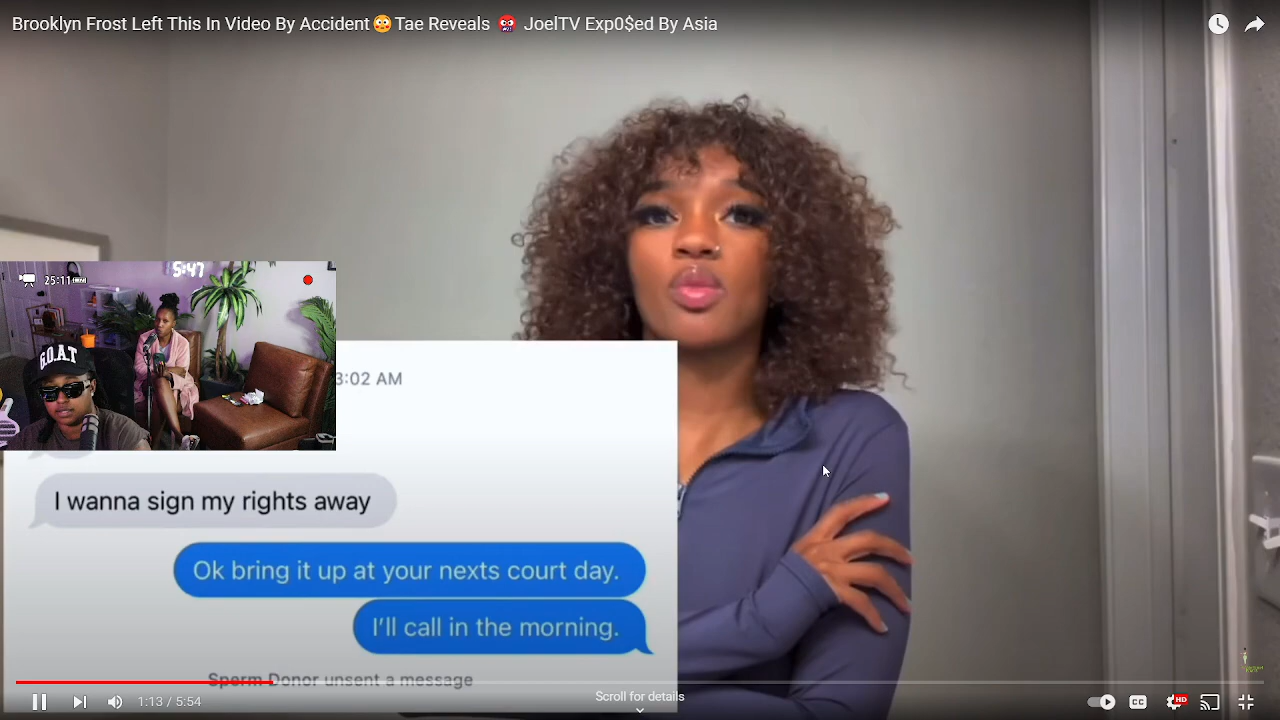 Brooklyn Frost Left This In Video By Accident😳Tae Reveals 🤬 JoelTV Exp0$ed By Asia
5:47
25:11
G.O.A.T
3:02 AM
I wanna sign my rights away
Ok bring it up at your nexts court day.
I'll call in the morning.
Sperm Donor unsent a message
1:13 / 5:54
Scroll for details
CC
HD